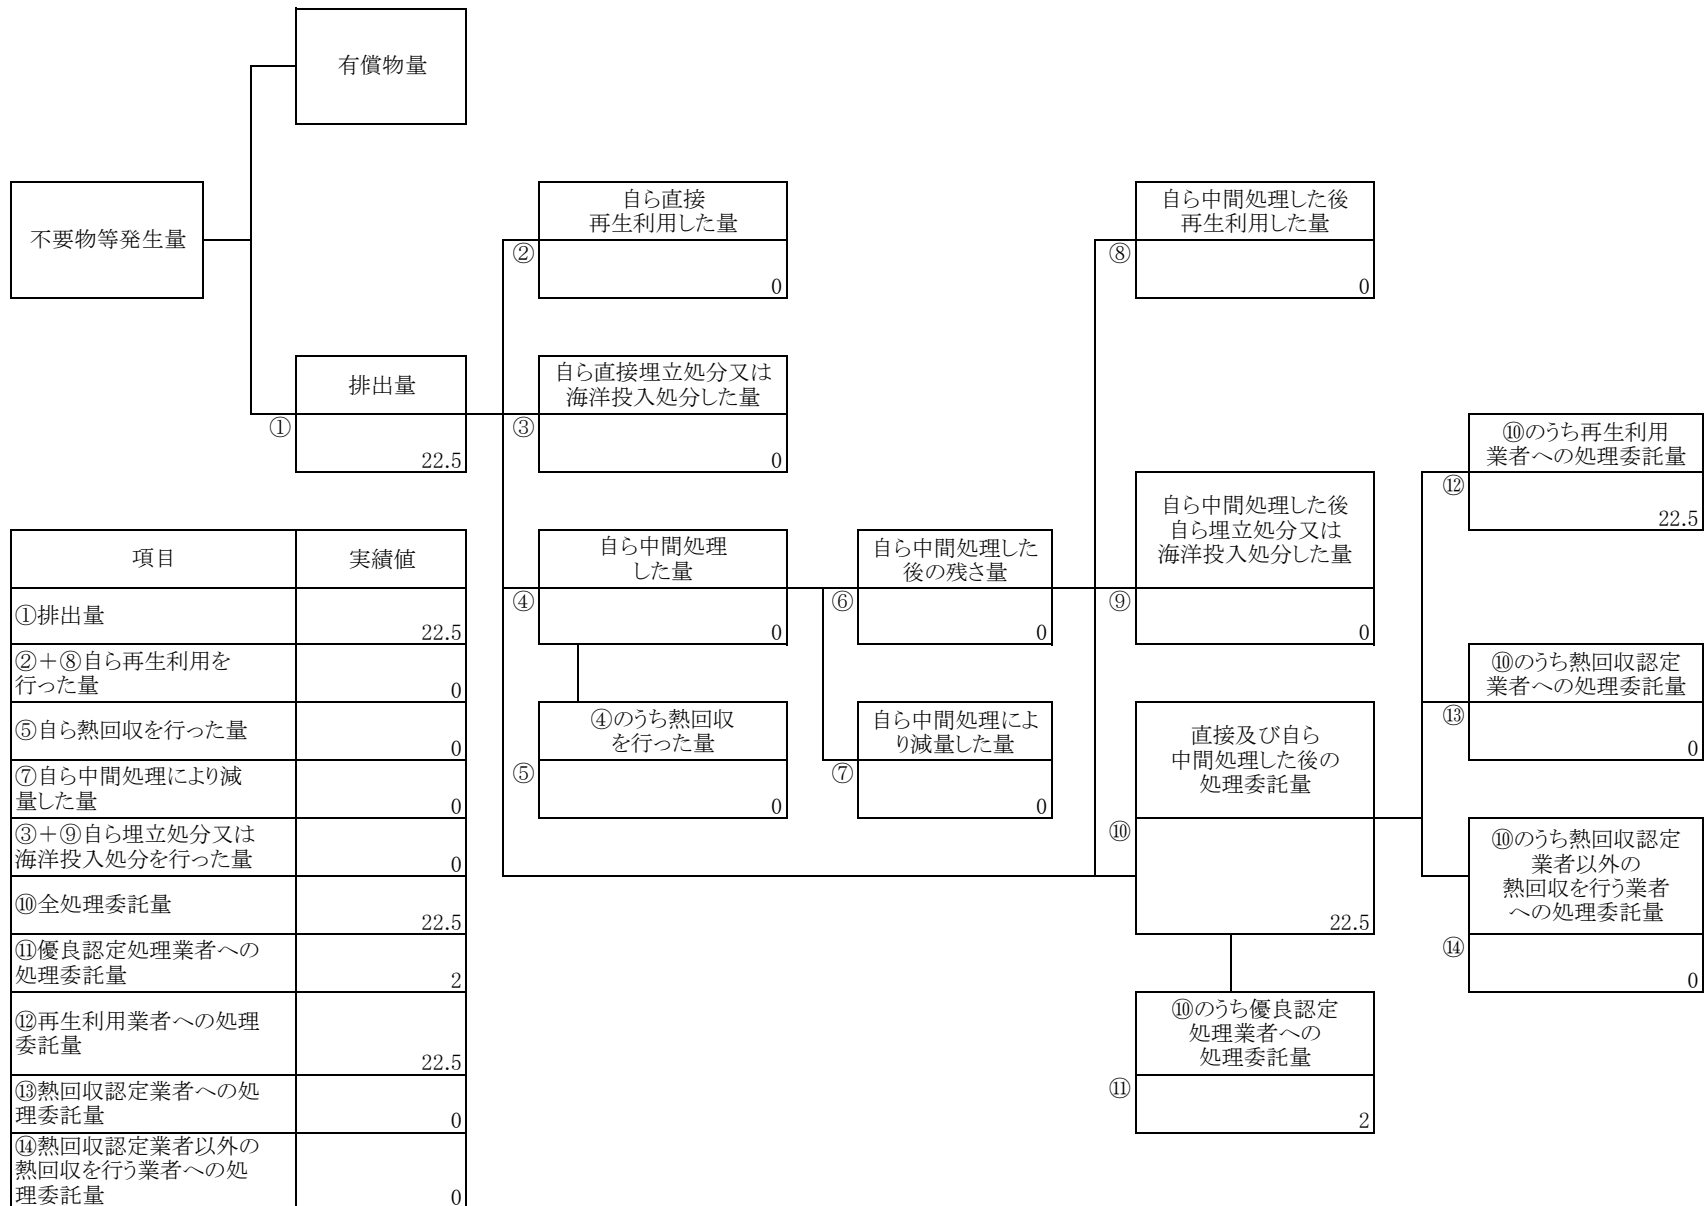 有償物量
不要物等発生量
自ら直接
再生利用した量
②
0
自ら中間処理した後
再生利用した量
⑧
0
排出量
①
22.5
自ら直接埋立処分又は
海洋投入処分した量
③
0
⑩のうち再生利用
業者への処理委託量
⑫
22.5
自ら中間処理
した量
④
0
自ら中間処理した
後の残さ量
⑥
0
自ら中間処理した後
自ら埋立処分又は
海洋投入処分した量
⑨
0
⑩のうち熱回収認定
業者への処理委託量
⑬
0
④のうち熱回収
を行った量
⑤
0
自ら中間処理によ
り減量した量
⑦
0
直接及び自ら
中間処理した後の
処理委託量
⑩
22.5
⑩のうち熱回収認定
業者以外の
熱回収を行う業者
への処理委託量
⑭
0
⑩のうち優良認定
処理業者への
処理委託量
⑪
2
項目 実績値
①排出量
22.5
②+⑧自ら再生利用を
行った量
0
⑤自ら熱回収を行った量
0
⑦自ら中間処理により減
量した量
0
③+⑨自ら埋立処分又は
海洋投入処分を行った量
0
⑩全処理委託量
22.5
⑪優良認定処理業者への
処理委託量
2
⑫再生利用業者への処理
委託量
22.5
⑬熱回収認定業者への処
理委託量
0
⑭熱回収認定業者以外の
熱回収を行う業者への処
理委託量
0